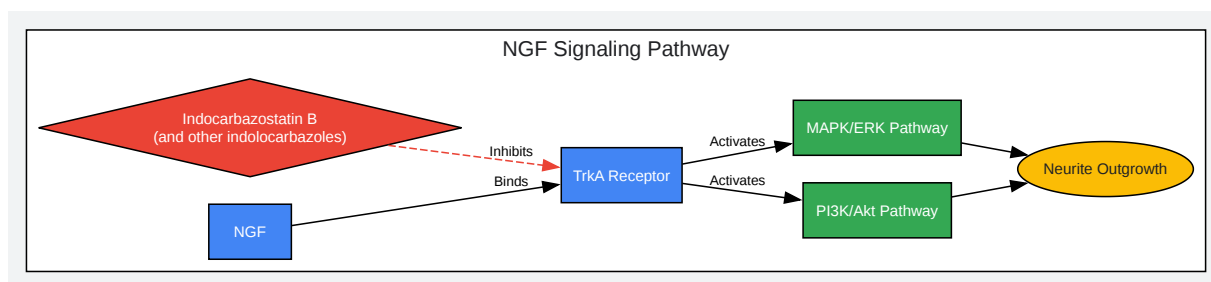 NGF Signaling Pathway
Indocarbazostatin B
(and other indolocarbazoles)
Inhibits
Binds
NGF
TrkA Receptor
Activates
Activates
MAPK/ERK Pathway
PI3K/Akt Pathway
Neurite Outgrowth